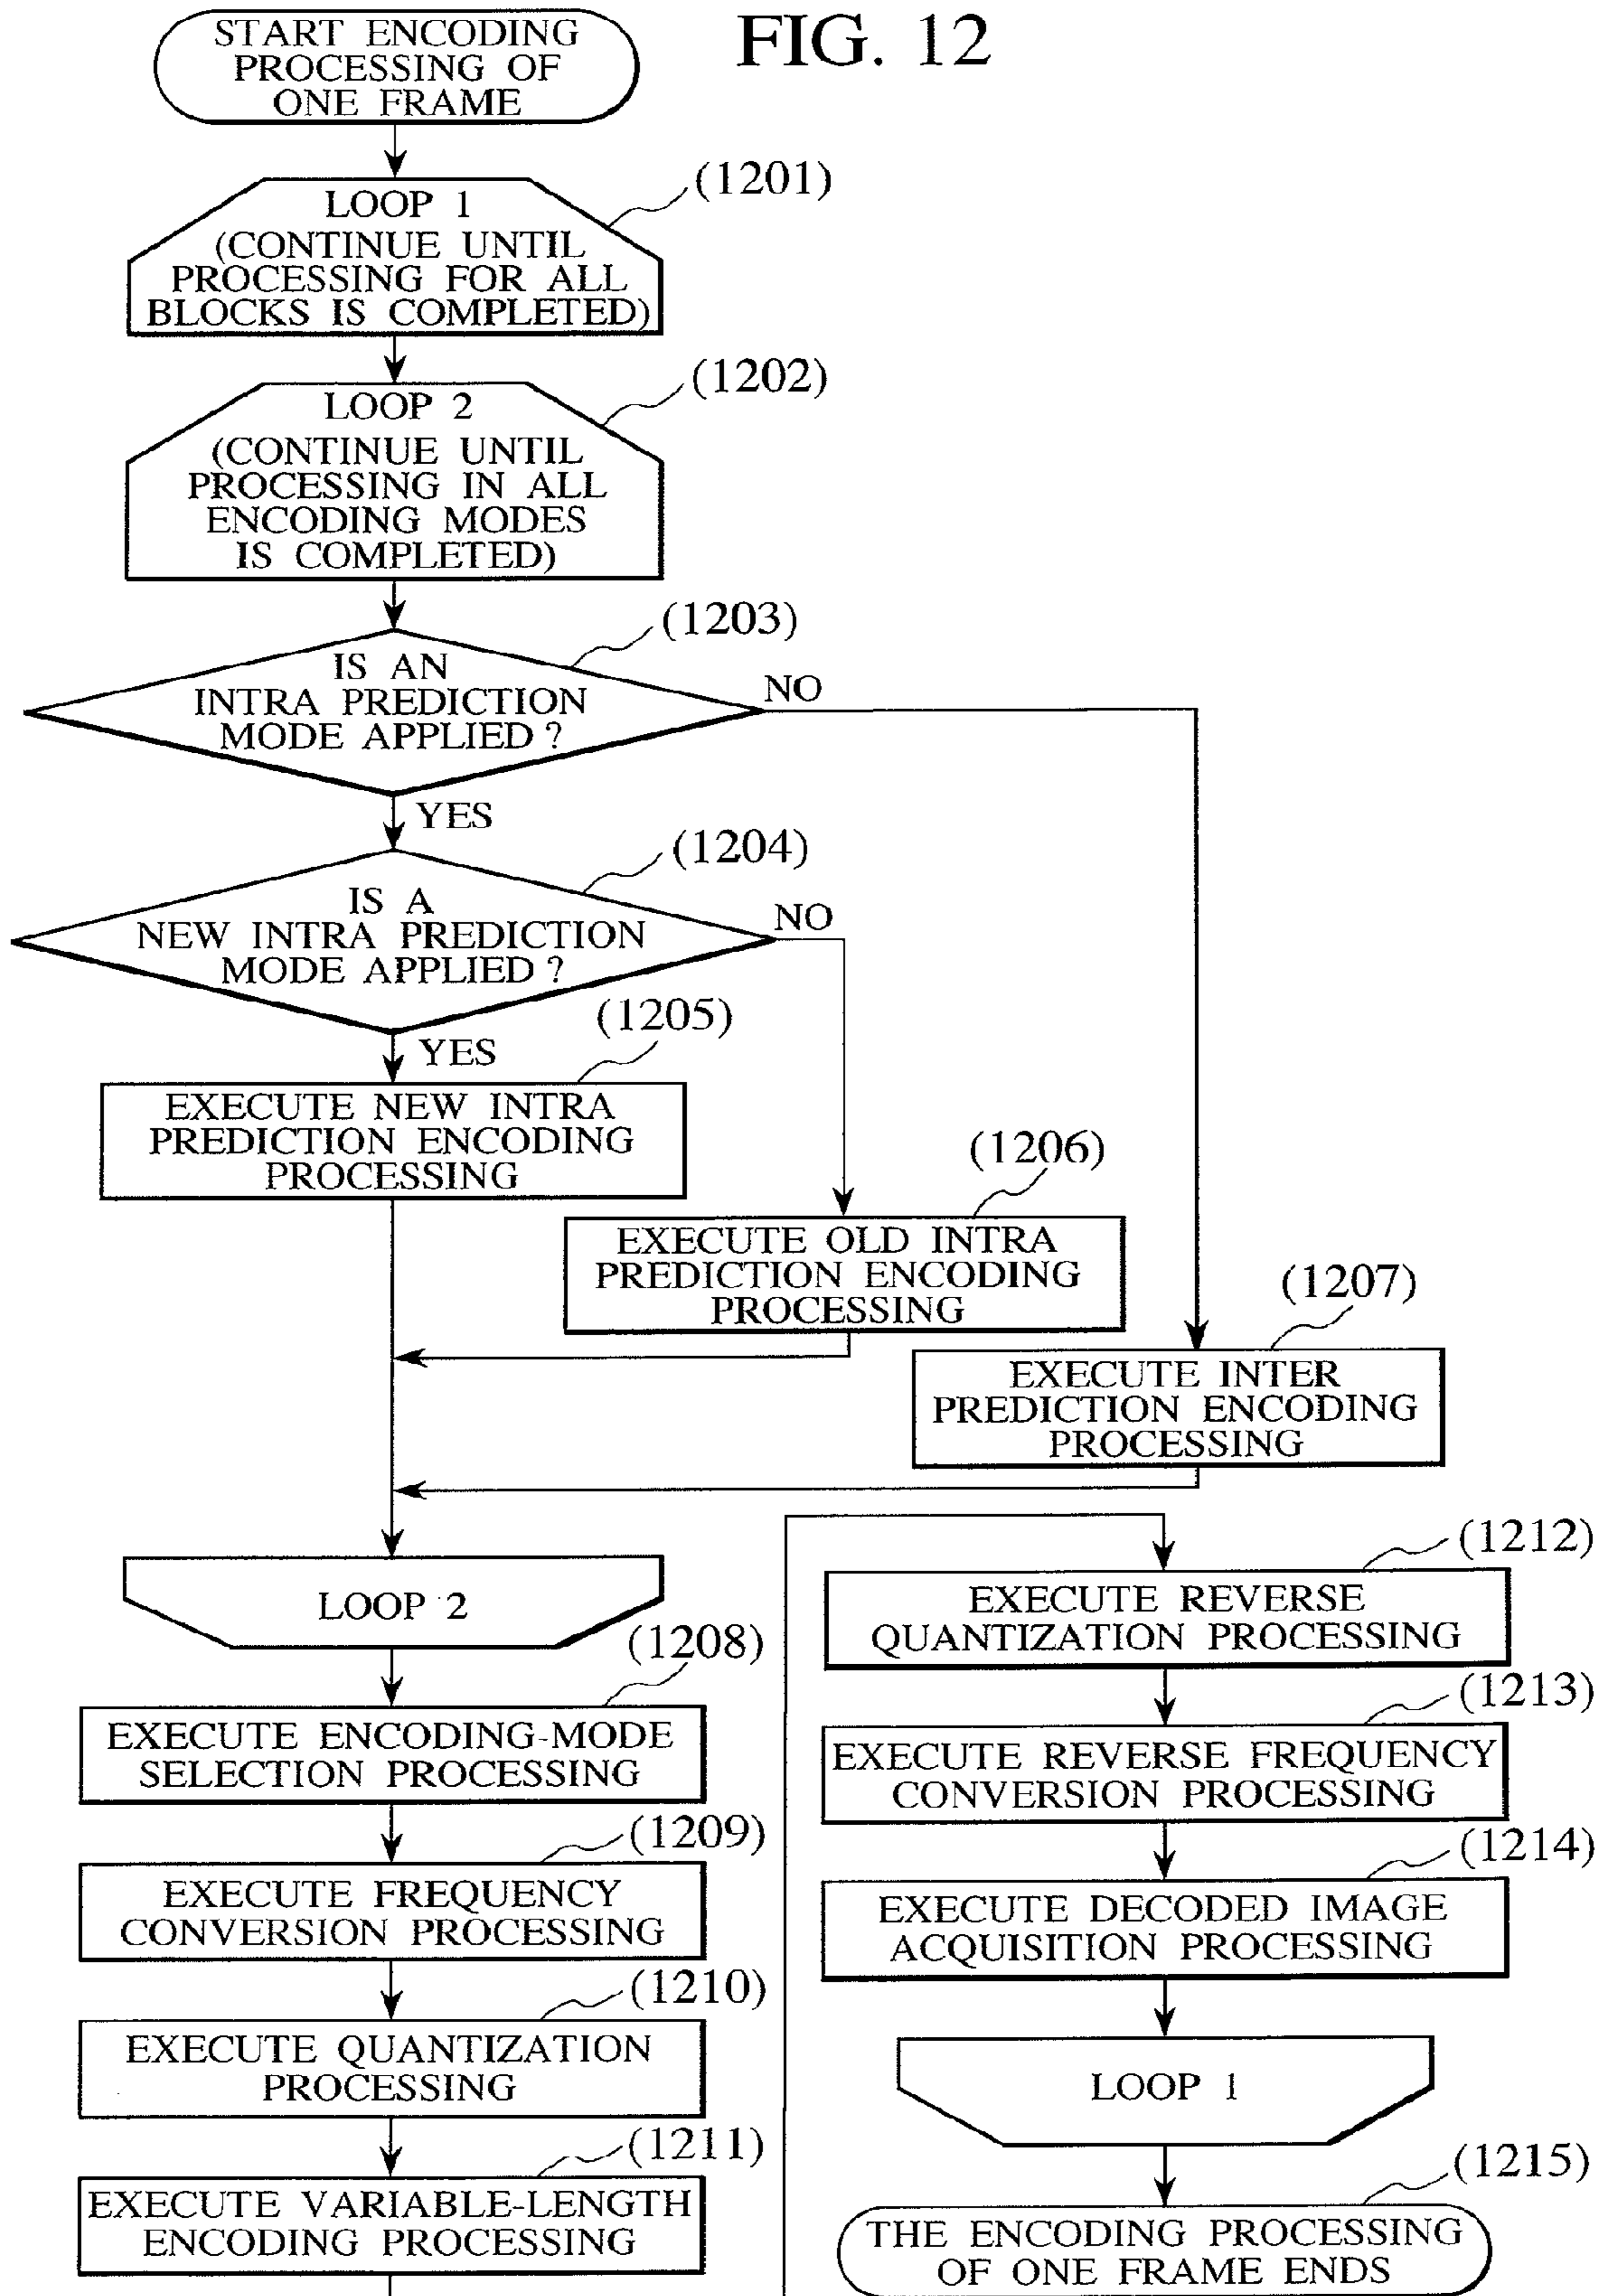 FIG. 12
START ENCODING
PROCESSING OF
ONE FRAME
(1201)
LOOP 1
(CONTINUE UNTIL
PROCESSING FOR ALL
BLOCKS IS COMPLETED)
(1202)
LOOP 2
(CONTINUE UNTIL
PROCESSING IN ALL
ENCODING MODES
IS COMPLETED)
(1203)
IS AN
INTRA PREDICTION
MODE APPLIED ?
NO
YES
(1204)
IS A
NEW INTRA PREDICTION
MODE APPLIED ?
NO
YES
(1205)
EXECUTE NEW INTRA
PREDICTION ENCODING
PROCESSING
(1206)
EXECUTE OLD INTRA
PREDICTION ENCODING
PROCESSING
(1207)
EXECUTE INTER
PREDICTION ENCODING
PROCESSING
LOOP 2
(1208)
EXECUTE ENCODING-MODE
SELECTION PROCESSING
(1209)
EXECUTE FREQUENCY
CONVERSION PROCESSING
(1210)
EXECUTE QUANTIZATION
PROCESSING
(1211)
EXECUTE VARIABLE-LENGTH
ENCODING PROCESSING
(1212)
EXECUTE REVERSE
QUANTIZATION PROCESSING
(1213)
EXECUTE REVERSE FREQUENCY
CONVERSION PROCESSING
(1214)
EXECUTE DECODED IMAGE
ACQUISITION PROCESSING
LOOP 1
(1215)
THE ENCODING PROCESSING
OF ONE FRAME ENDS